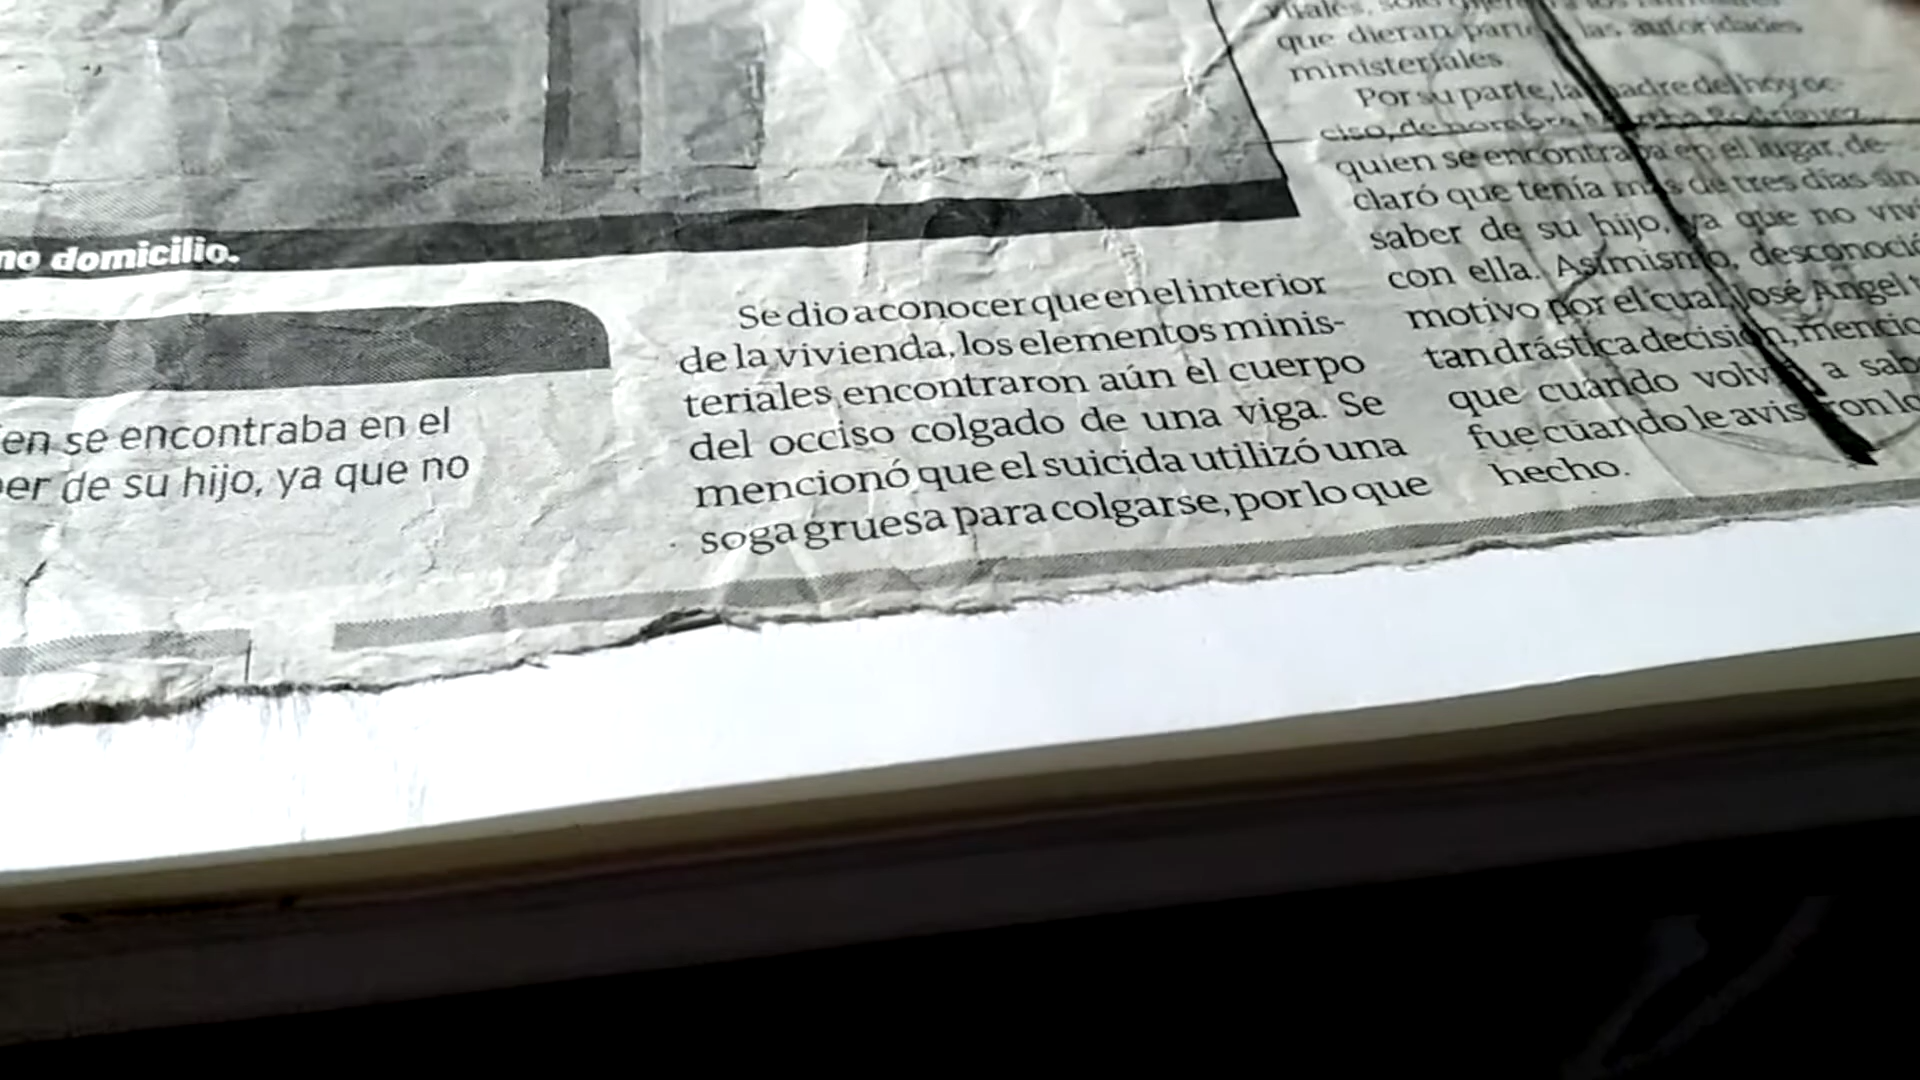 no domicilio.
en se encontraba en el
er de su hijo, ya que no
Se dio a conocer que en el interior
de la vivienda, los elementos minis-
teriales encontraron aún el cuerpo
del occiso colgado de una viga. Se
mencionó que el suicida utilizó una
soga gruesa para colgarse, por lo que
que dieran parte las autoridades
ministeriales
Por su parte, la madre del hoy oc-
ciso, de nombre Rodríguez,
quien se encontraba en el lugar, de-
claró que tenía más de tres días sin
saber de su hijo, ya que no viví
con ella. Asimismo, desconoció
motivo por el cual José Ángel
tan drástica decisión, mencio
que cuando volvió a sab
fue cuando le avisaron lo
hecho.